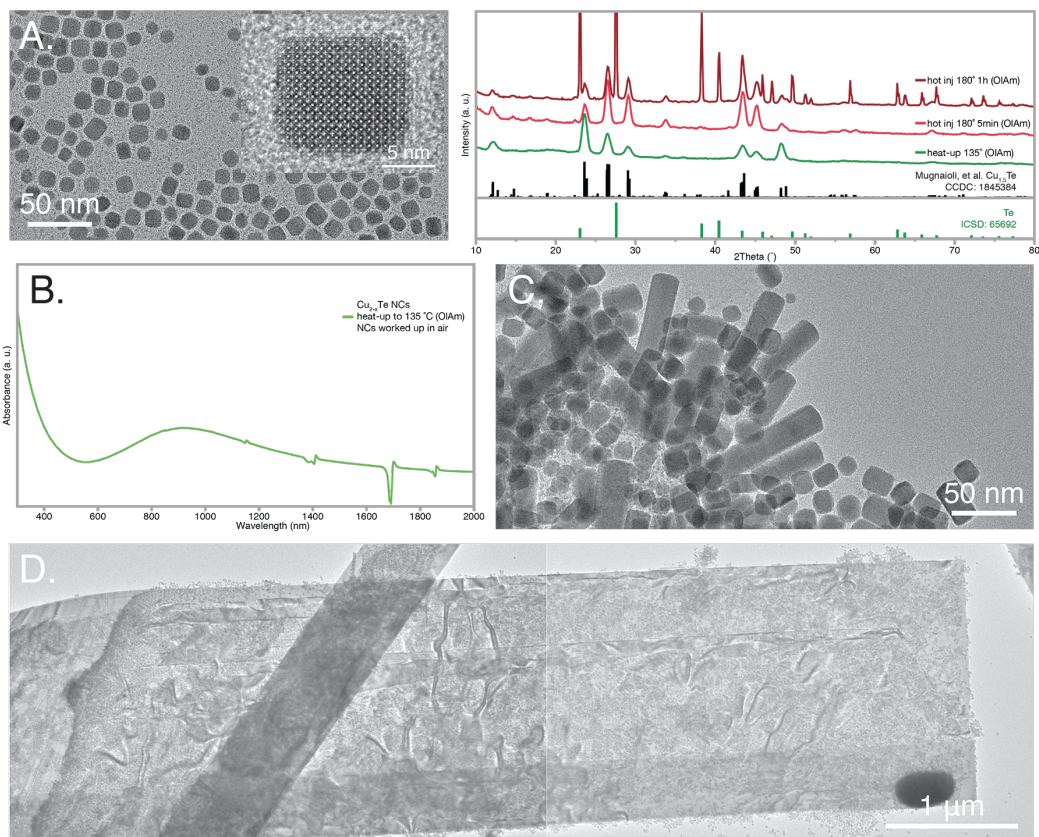 A.
5 nm
50 nm
Intensity (a. u.)
hot inj 180° 1h (OlAm)
hot inj 180° 5min (OlAm)
heat-up 135° (OlAm)
Mugnaioli, et al. Cu1.5Te
CCDC: 1845384
Te
ICSD: 65692
10 20 30 40 50 60 70 80
2Theta (°)
B.
Cu2-xTe NCs
heat-up to 135 °C (OlAm)
NCs worked up in air
Absorbance (a. u.)
400 600 800 1000 1200 1400 1600 1800 2000
Wavelength (nm)
C.
50 nm
D.
1 µm